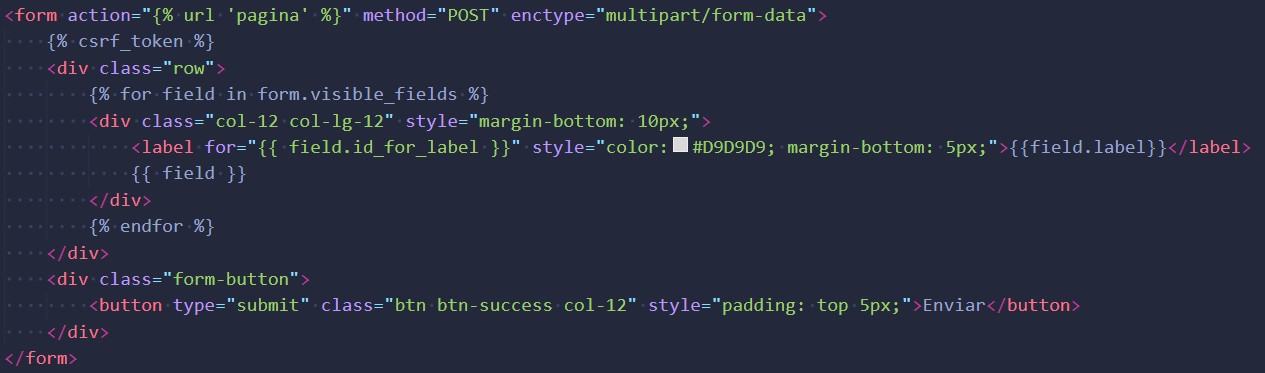 <form action="{% url 'pagina' %}" method="POST" enctype="multipart/form-data">
    {% csrf_token %}
    <div class="row">
        {% for field in form.visible_fields %}
        <div class="col-12 col-lg-12" style="margin-bottom: 10px;">
            <label for="{{ field.id_for_label }}" style="color: #D9D9D9; margin-bottom: 5px;">{{field.label}}</label>
            {{ field }}
        </div>
        {% endfor %}
    </div>
    <div class="form-button">
        <button type="submit" class="btn btn-success col-12" style="padding: top 5px;">Enviar</button>
    </div>
</form>